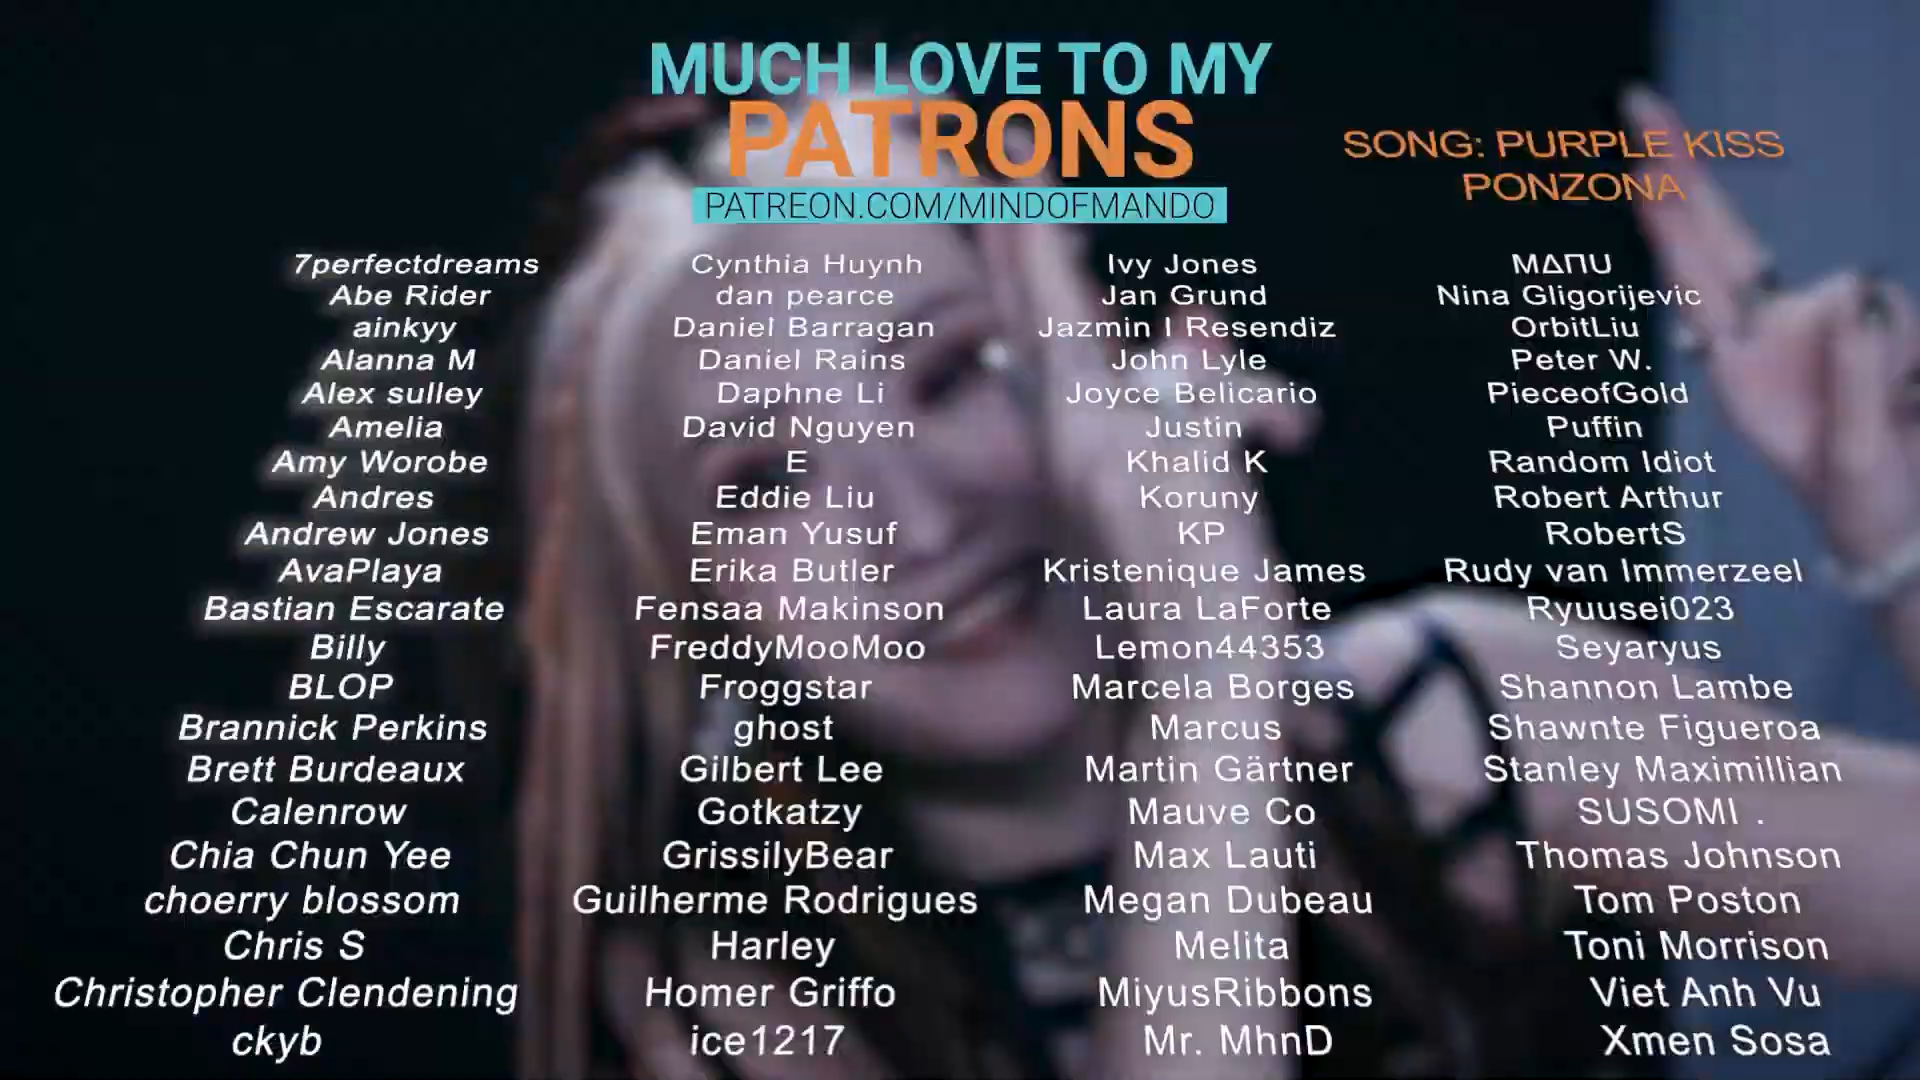 MUCH LOVE TO MY
PATRONS
PATREON.COM/MINDOFMANDO
SONG: PURPLE KISS
PONZONA
7perfectdreams
Abe Rider
ainkyy
Alanna M
Alex sulley
Amelia
Amy Worobe
Andres
Andrew Jones
AvaPlaya
Bastian Escarate
Billy
BLOP
Brannick Perkins
Brett Burdeaux
Calenrow
Chia Chun Yee
choerry blossom
Chris S
Christopher Clendening
ckyb
Cynthia Huynh
dan pearce
Daniel Barragan
Daniel Rains
Daphne Li
David Nguyen
E
Eddie Liu
Eman Yusuf
Erika Butler
Fensaa Makinson
FreddyMooMoo
Froggstar
ghost
Gilbert Lee
Gotkatzy
GrissilyBear
Guilherme Rodrigues
Harley
Homer Griffo
ice1217
Ivy Jones
Jan Grund
Jazmin I Resendiz
John Lyle
Joyce Belicario
Justin
Khalid K
Koruny
KP
Kristenique James
Laura LaForte
Lemon44353
Marcela Borges
Marcus
Martin Gärtner
Mauve Co
Max Lauti
Megan Dubeau
Melita
MiyusRibbons
Mr. MhnD
MΔΠU
Nina Gligorijevic
OrbitLiu
Peter W.
PieceofGold
Puffin
Random Idiot
Robert Arthur
RobertS
Rudy van Immerzeel
Ryuusei023
Seyaryus
Shannon Lambe
Shawnte Figueroa
Stanley Maximillian
SUSOMI .
Thomas Johnson
Tom Poston
Toni Morrison
Viet Anh Vu
Xmen Sosa